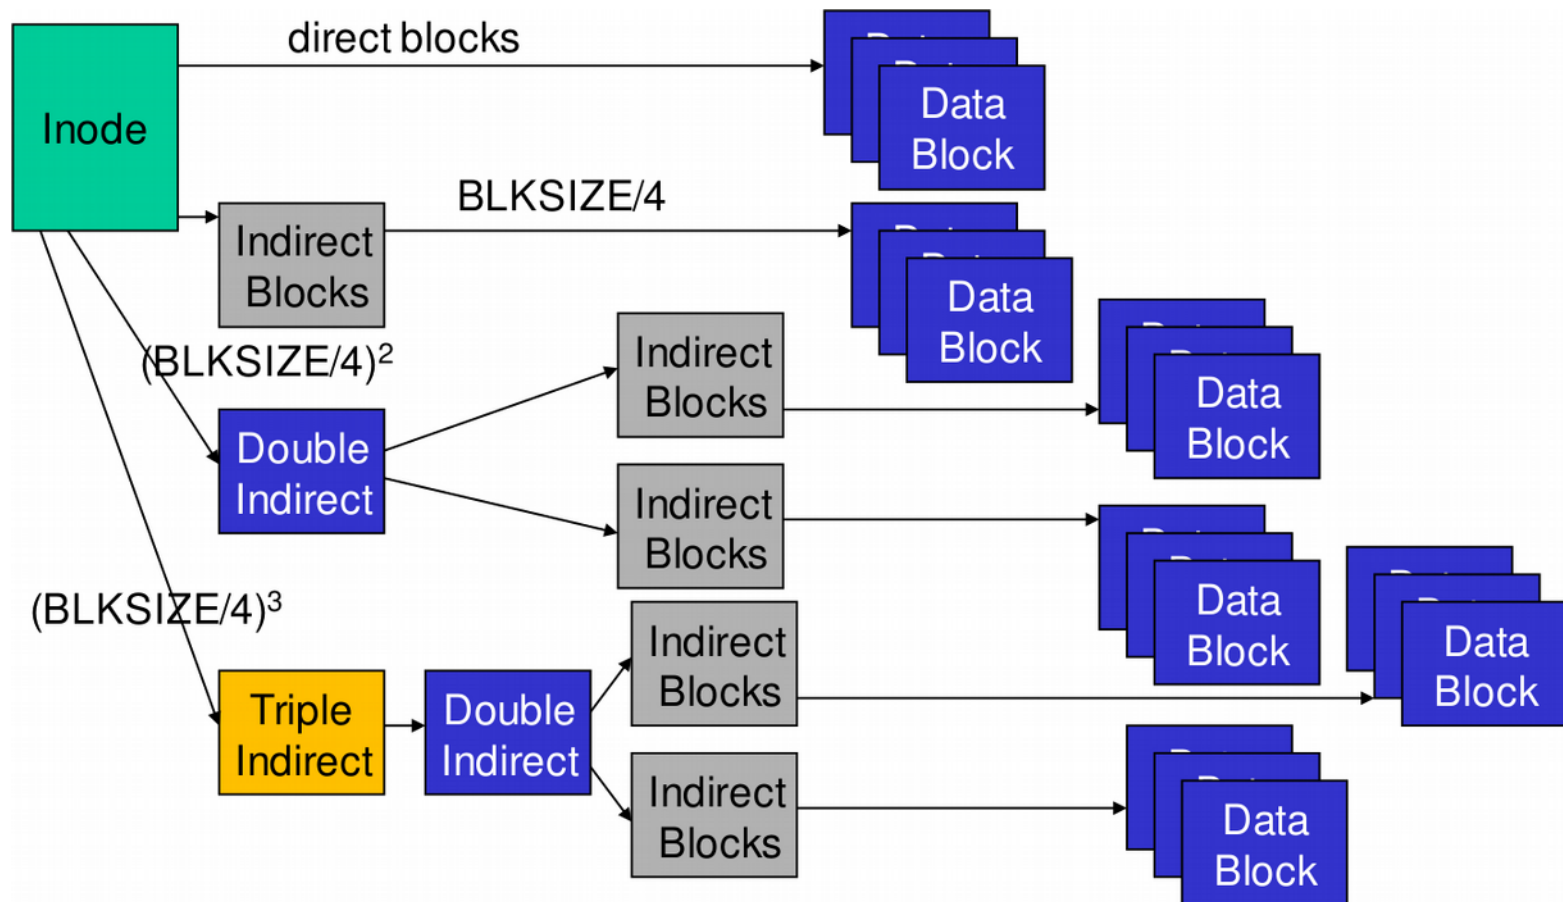 direct blocks
Inode
Data
Block
BLKSIZE/4
Indirect
Blocks
Data
Block
(BLKSIZE/4)²
Indirect
Blocks
Data
Block
Double
Indirect
Indirect
Blocks
Data
Block
(BLKSIZE/4)³
Indirect
Blocks
Data
Block
Triple
Indirect
Double
Indirect
Indirect
Blocks
Data
Block